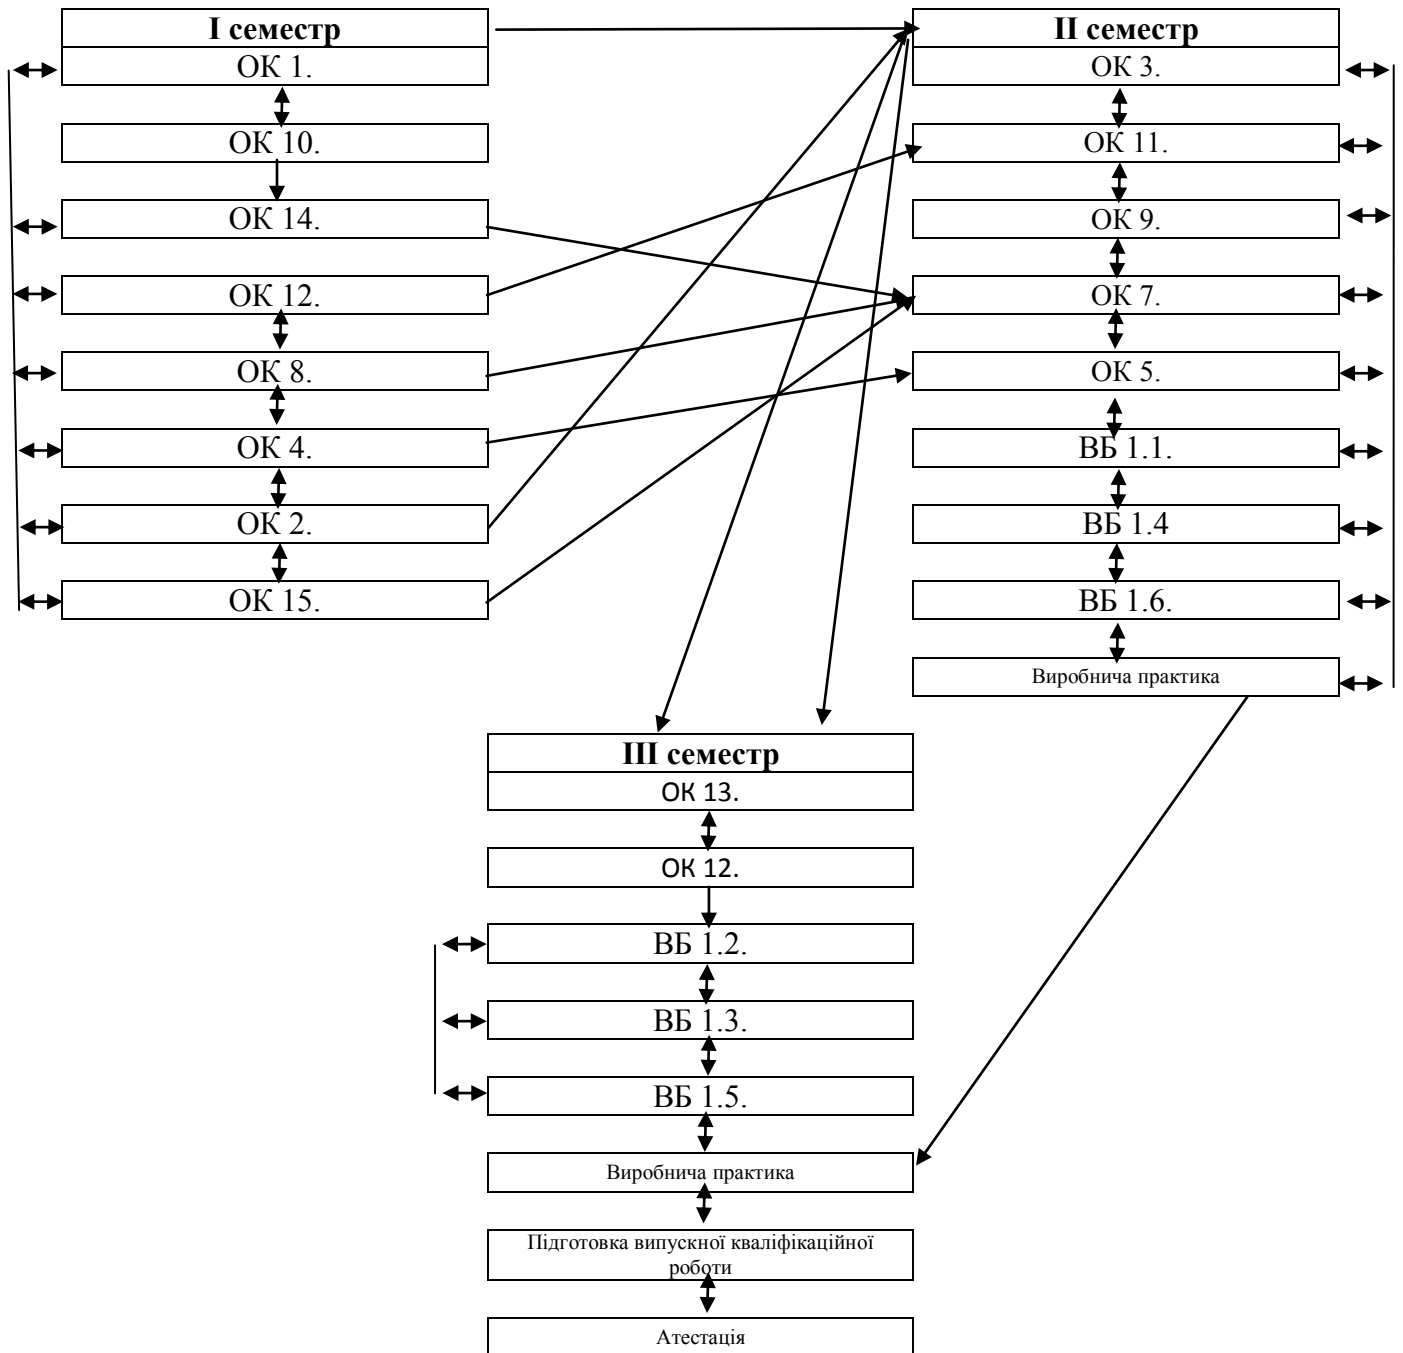 I семестр
ОК 1.
ОК 10.
ОК 14.
ОК 12.
ОК 8.
ОК 4.
ОК 2.
ОК 15.
II семестр
ОК 3.
ОК 11.
ОК 9.
ОК 7.
ОК 5.
ВБ 1.1.
ВБ 1.4
ВБ 1.6.
Виробнича практика
III семестр
ОК 13.
ОК 12.
ВБ 1.2.
ВБ 1.3.
ВБ 1.5.
Виробнича практика
Підготовка випускної кваліфікаційної
роботи
Атестація